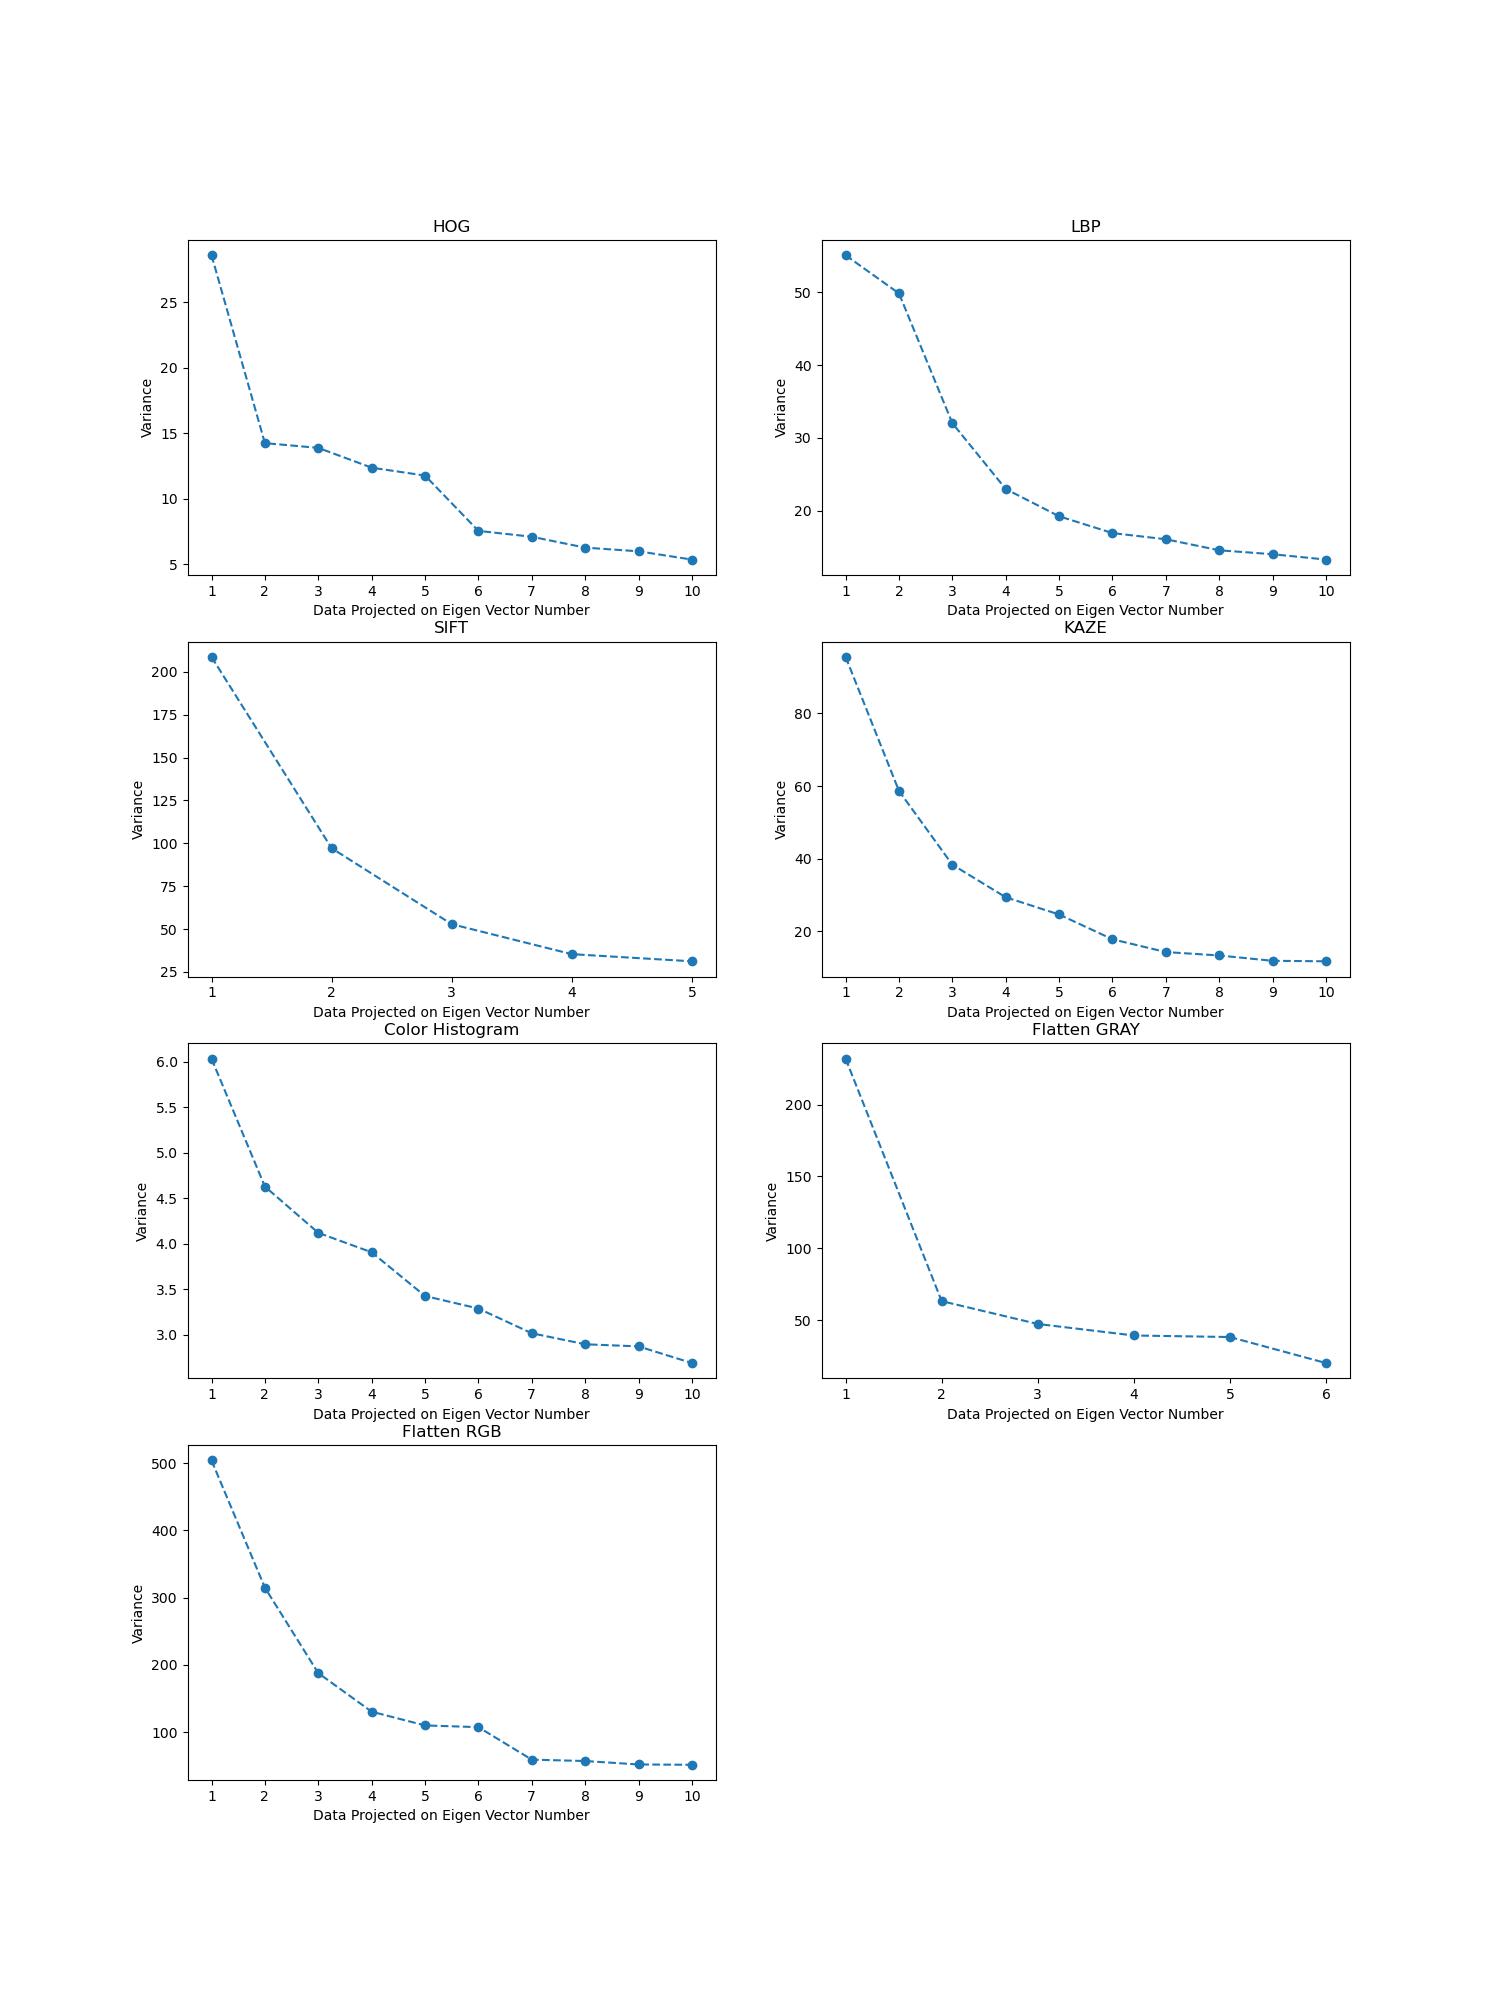 HOG
25
20
15
10
5
Variance
1 2 3 4 5 6 7 8 9 10
Data Projected on Eigen Vector Number
LBP
50
40
30
20
Variance
1 2 3 4 5 6 7 8 9 10
Data Projected on Eigen Vector Number
SIFT
200
175
150
125
100
75
50
25
Variance
1 2 3 4 5
Data Projected on Eigen Vector Number
KAZE
80
60
40
20
Variance
1 2 3 4 5 6 7 8 9 10
Data Projected on Eigen Vector Number
Color Histogram
6.0
5.5
5.0
4.5
4.0
3.5
3.0
Variance
1 2 3 4 5 6 7 8 9 10
Data Projected on Eigen Vector Number
Flatten GRAY
200
150
100
50
Variance
1 2 3 4 5 6
Data Projected on Eigen Vector Number
Flatten RGB
500
400
300
200
100
Variance
1 2 3 4 5 6 7 8 9 10
Data Projected on Eigen Vector Number